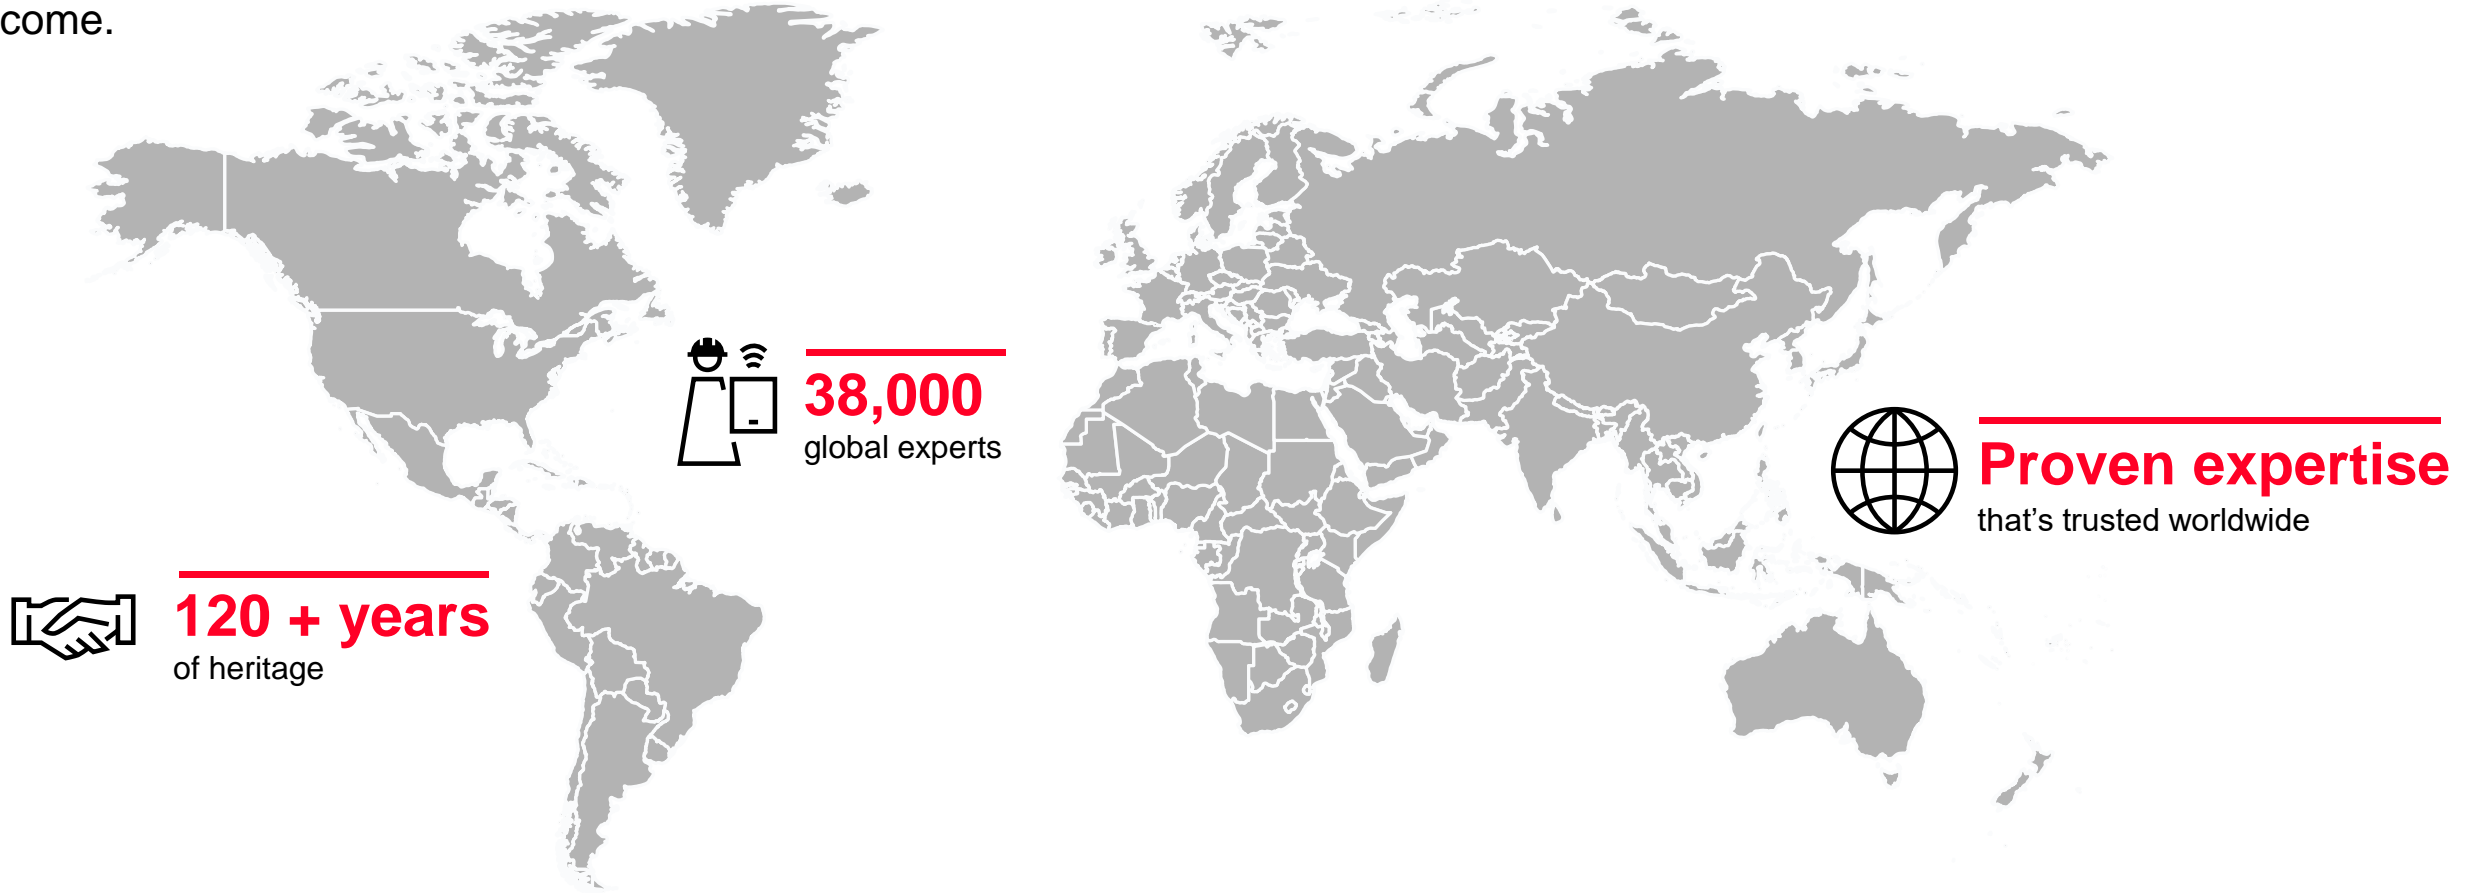 come.
38,000
global experts
Proven expertise
that’s trusted worldwide
120 + years
of heritage